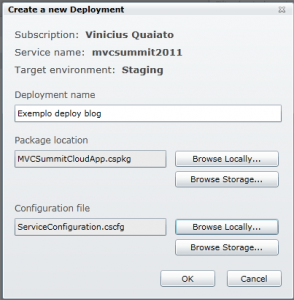 Create a new Deployment
Subscription: Vinicius Quaiato
Service name: mvcsummit2011
Target environment: Staging
Deployment name
Exemplo deploy blog
Package location
MVCSummitCloudApp.cspkg
Browse Locally...
Browse Storage...
Configuration file
ServiceConfiguration.cscfg
Browse Locally...
Browse Storage...
OK
Cancel